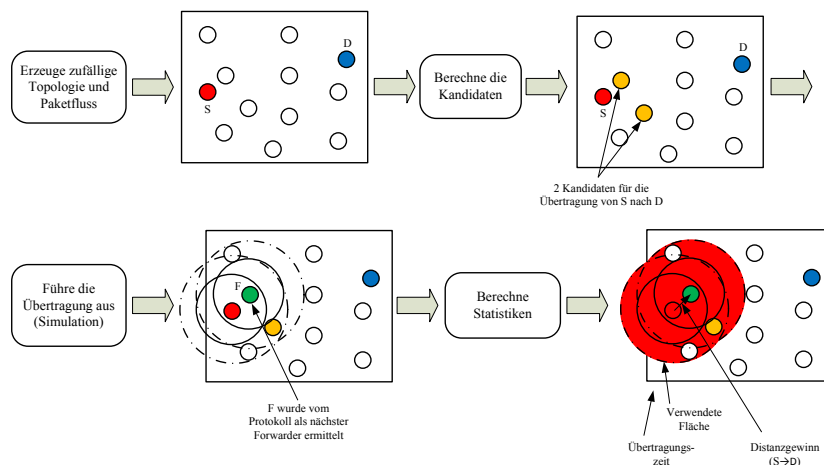 Erzeuge zufällige
Topologie und
Paketfluss
S
D
Berechne die
Kandidaten
S
D
2 Kandidaten für die
Übertragung von S nach D
Führe die
Übertragung aus
(Simulation)
F
F wurde vom
Protokoll als nächster
Forwarder ermittelt
Berechne
Statistiken
Verwendete
Fläche
Übertragungs-
zeit
Distanzgewinn
(S→D)